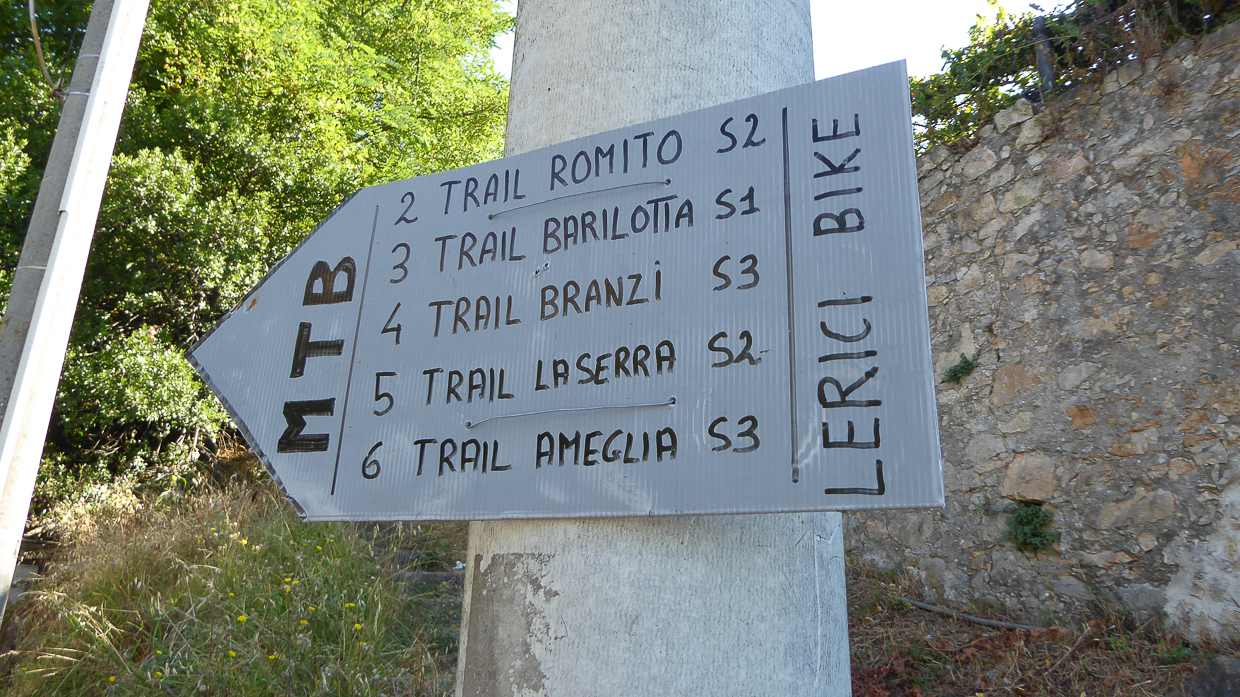 MTB
2 TRAIL ROMITO S2
3 TRAIL BARILOTTA S1
4 TRAIL BRANZi S3
5 TRAIL LASERRA S2
6 TRAIL AMEGLIA S3
LERICI BIKE